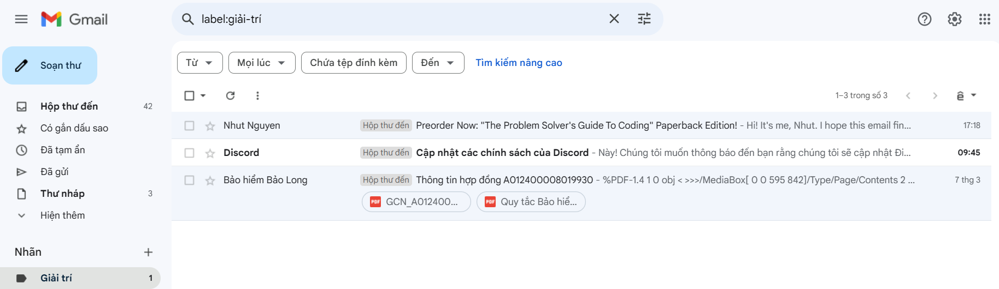 Gmail
label:giải-trí
Soạn thư
Từ
Mọi lúc
Chứa tệp đính kèm
Đến
Tìm kiếm nâng cao
1–3 trong số 3
ê
Hộp thư đến 42
Có gắn dấu sao
Đã tạm ẩn
Đã gửi
Thư nháp 3
Hiện thêm
Nhãn
Giải trí 1
Nhut Nguyen Hộp thư đến Preorder Now: "The Problem Solver's Guide To Coding" Paperback Edition! - Hi! It's me, Nhut. I hope this email fin... 17:18
Discord Hộp thư đến Cập nhật các chính sách của Discord - Này! Chúng tôi muốn thông báo đến bạn rằng chúng tôi sẽ cập nhật Đi... 09:45
Bảo hiểm Bảo Long Hộp thư đến Thông tin hợp đồng A012400008019930 - %PDF-1.4 1 0 obj < >>>/MediaBox[ 0 0 595 842]/Type/Page/Contents 2 ... 7 thg 3
PDF GCN_A012400... PDF Quy tắc Bảo hiể...